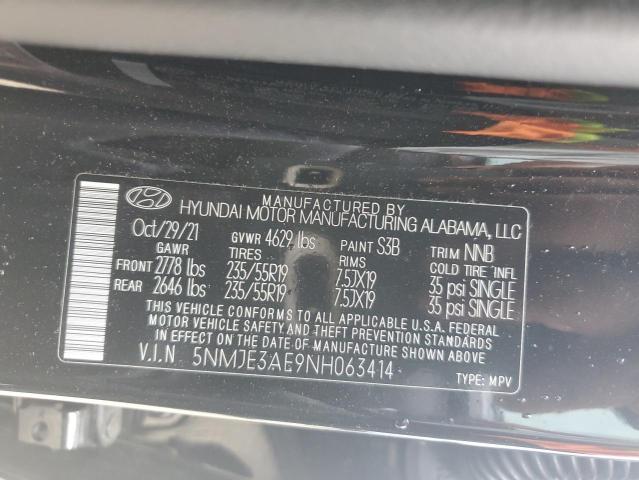 MANUFACTURED BY
HYUNDAI MOTOR MANUFACTURING ALABAMA, LLC
Oct/29/21 GVWR 4629 lbs PAINT S3B TRIM NNB
GAWR TIRES RIMS COLD TIRE INFL
FRONT 2778 lbs 235/55R19 7.5JX19 35 psi SINGLE
REAR 2646 lbs 235/55R19 7.5JX19 35 psi SINGLE
THIS VEHICLE CONFORMS TO ALL APPLICABLE U.S.A. FEDERAL
MOTOR VEHICLE SAFETY AND THEFT PREVENTION STANDARDS
IN EFFECT ON THE DATE OF MANUFACTURE SHOWN ABOVE
V.I.N 5NMJE3AE9NH063414
TYPE: MPV